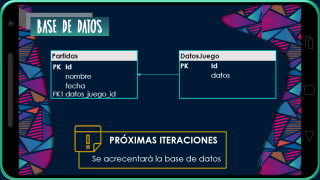 BASE DE DATOS
Partidas
PK Id
nombre
fecha
FK1 datos_juego_id
DatosJuego
PK Id
datos
PRÓXIMAS ITERACIONES
Se acrecentará la base de datos